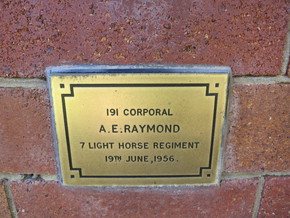 191 CORPORAL
A.E.RAYMOND
7 LIGHT HORSE REGIMENT
19TH JUNE, 1956.